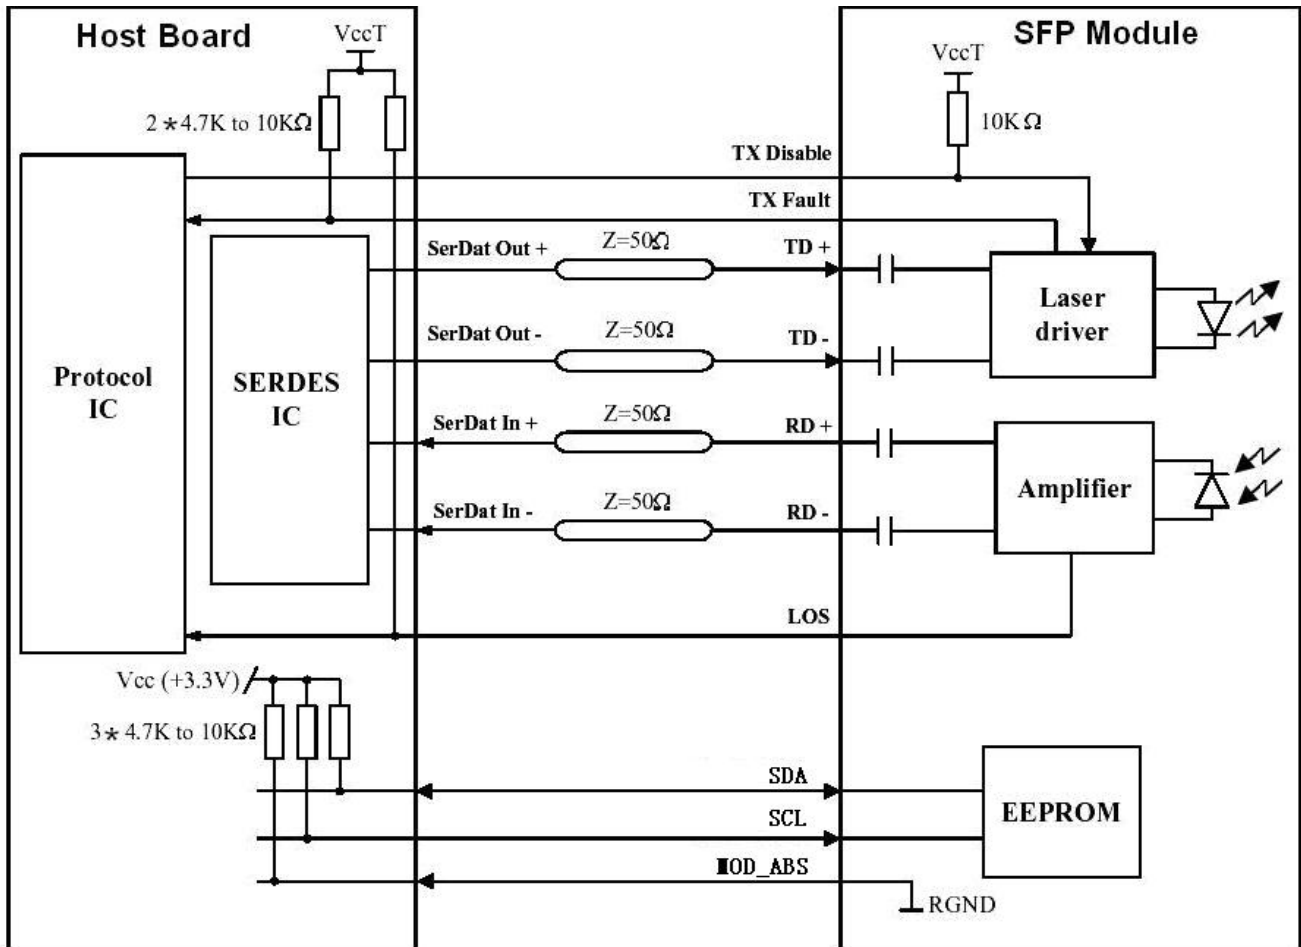 Host Board
VccT
SFP Module
VccT
2*4.7K to 10KΩ
10KΩ
TX Disable
TX Fault
SerDat Out +
Z=50Ω
TD +
Laser
driver
SerDat Out -
Z=50Ω
TD -
Protocol
IC
SERDES
IC
SerDat In +
Z=50Ω
RD +
Amplifier
SerDat In -
Z=50Ω
RD -
LOS
Vcc (+3.3V)
3* 4.7K to 10KΩ
SDA
SCL
EEPROM
MOD_ABS
RGND